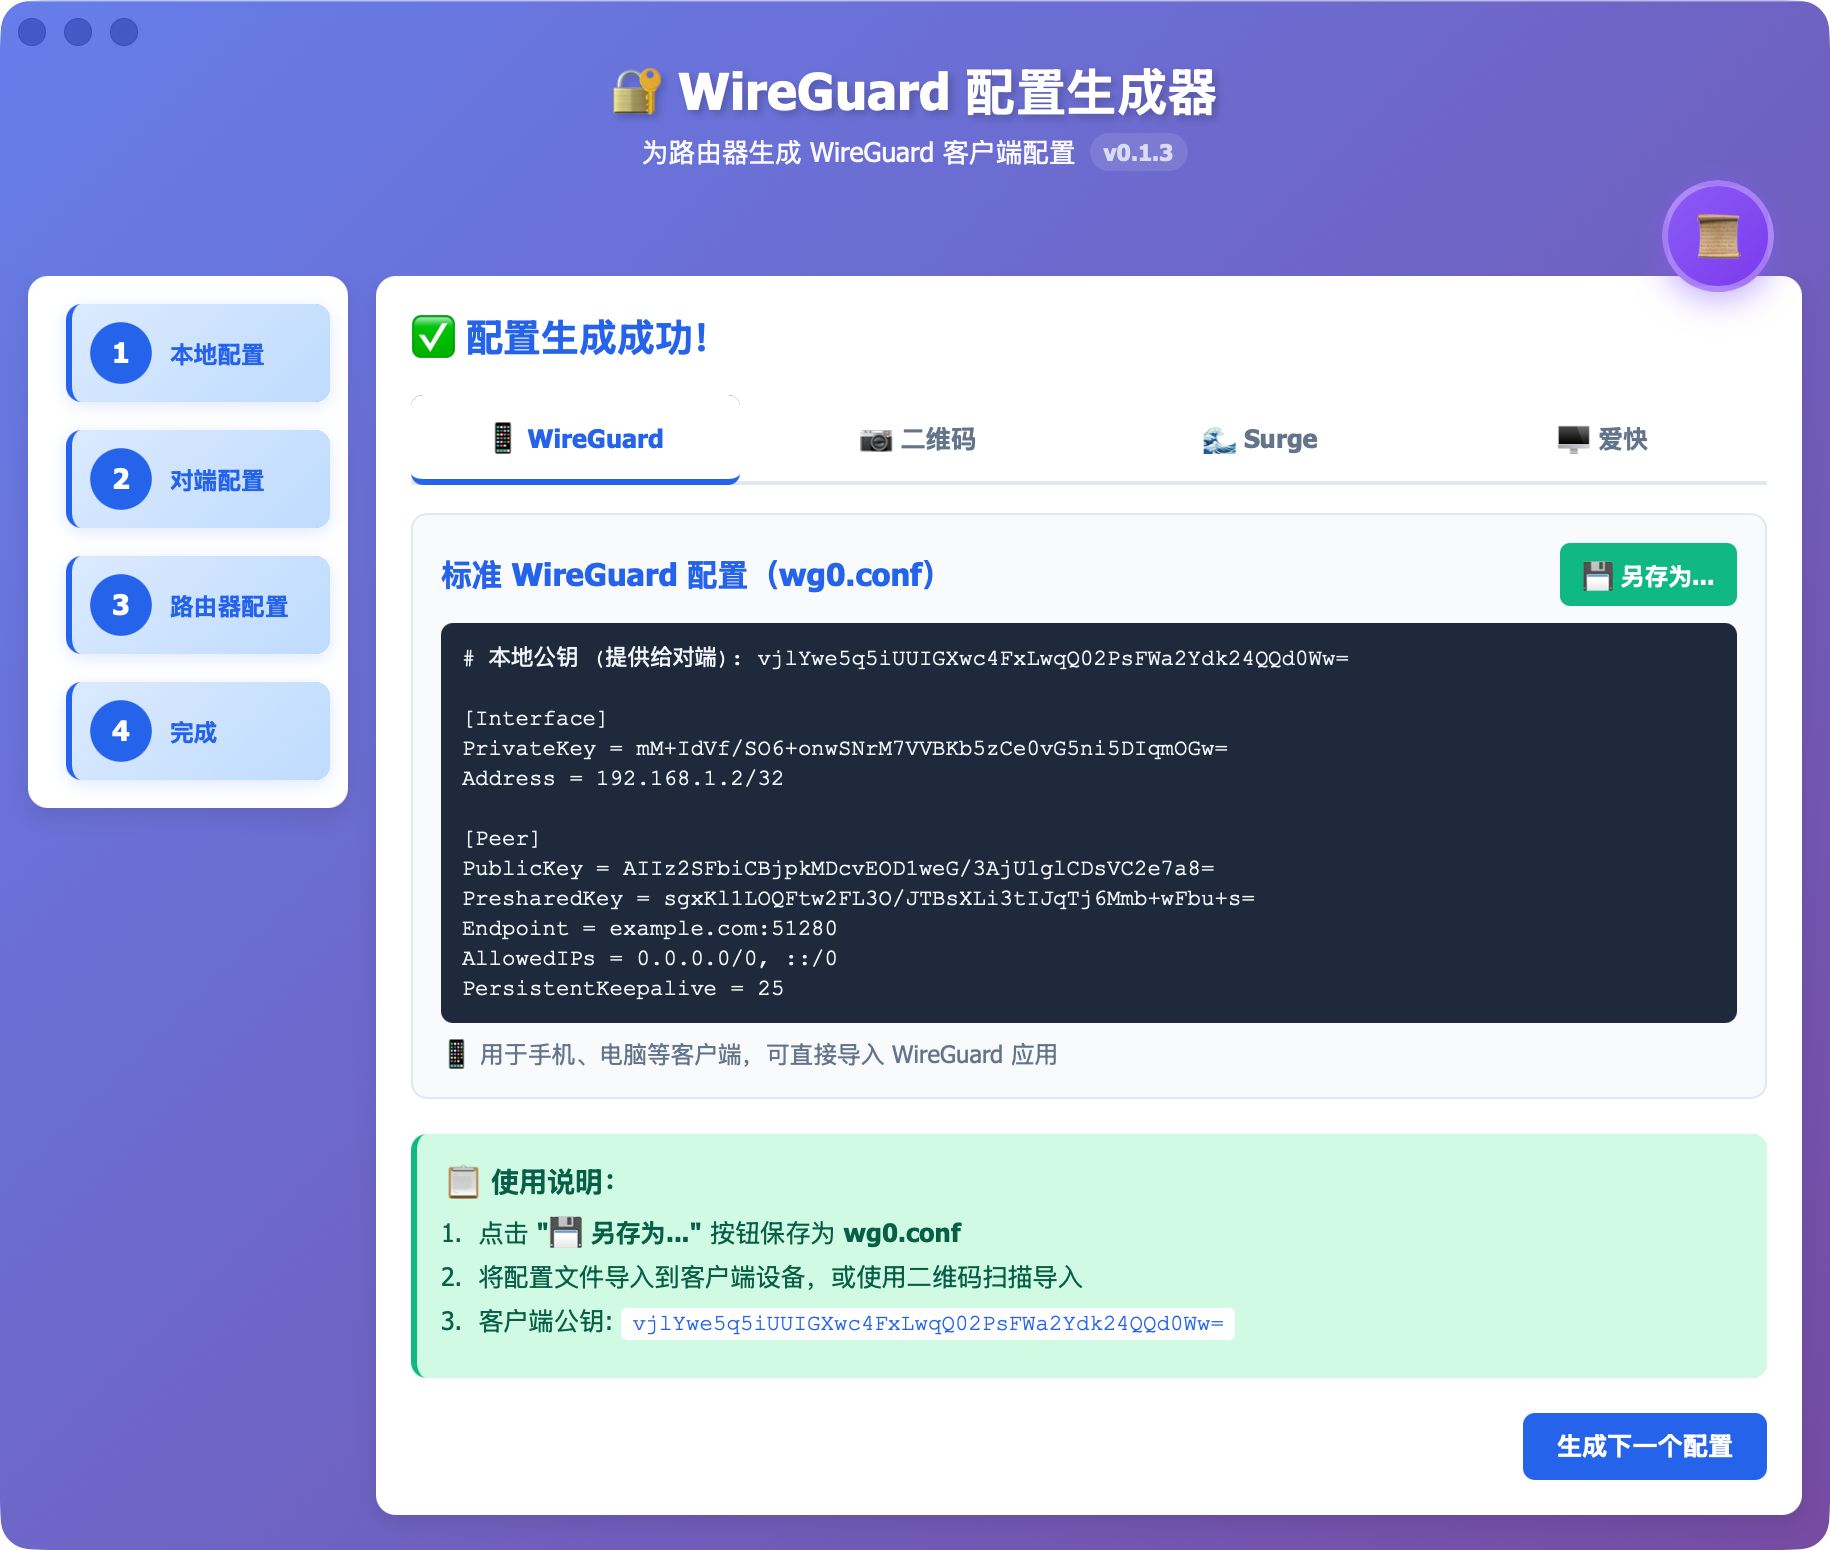 🔐 WireGuard 配置生成器
为路由器生成 WireGuard 客户端配置 v0.1.3
1 本地配置
2 对端配置
3 路由器配置
4 完成
✅ 配置生成成功！
📱 WireGuard
📷 二维码
🌊 Surge
🖥️ 爱快
标准 WireGuard 配置（wg0.conf）
💾 另存为...
# 本地公钥 (提供给对端): vjlYwe5q5iUUIGXwc4FxLwqQ02PsFWa2Ydk24QQd0Ww=
[Interface]
PrivateKey = mM+IdVf/SO6+onwSNrM7VVBKb5zCe0vG5ni5DIqmOGw=
Address = 192.168.1.2/32
[Peer]
PublicKey = AIIz2SFbiCBjpkMDcvEOD1weG/3AjUlglCDsVC2e7a8=
PresharedKey = sgxKl1LOQFtw2FL3O/JTBsXLi3tIJqTj6Mmb+wFbu+s=
Endpoint = example.com:51280
AllowedIPs = 0.0.0.0/0, ::/0
PersistentKeepalive = 25
📱 用于手机、电脑等客户端，可直接导入 WireGuard 应用
📋 使用说明：
1. 点击 "💾 另存为..." 按钮保存为 wg0.conf
2. 将配置文件导入到客户端设备，或使用二维码扫描导入
3. 客户端公钥: vjlYwe5q5iUUIGXwc4FxLwqQ02PsFWa2Ydk24QQd0Ww=
生成下一个配置